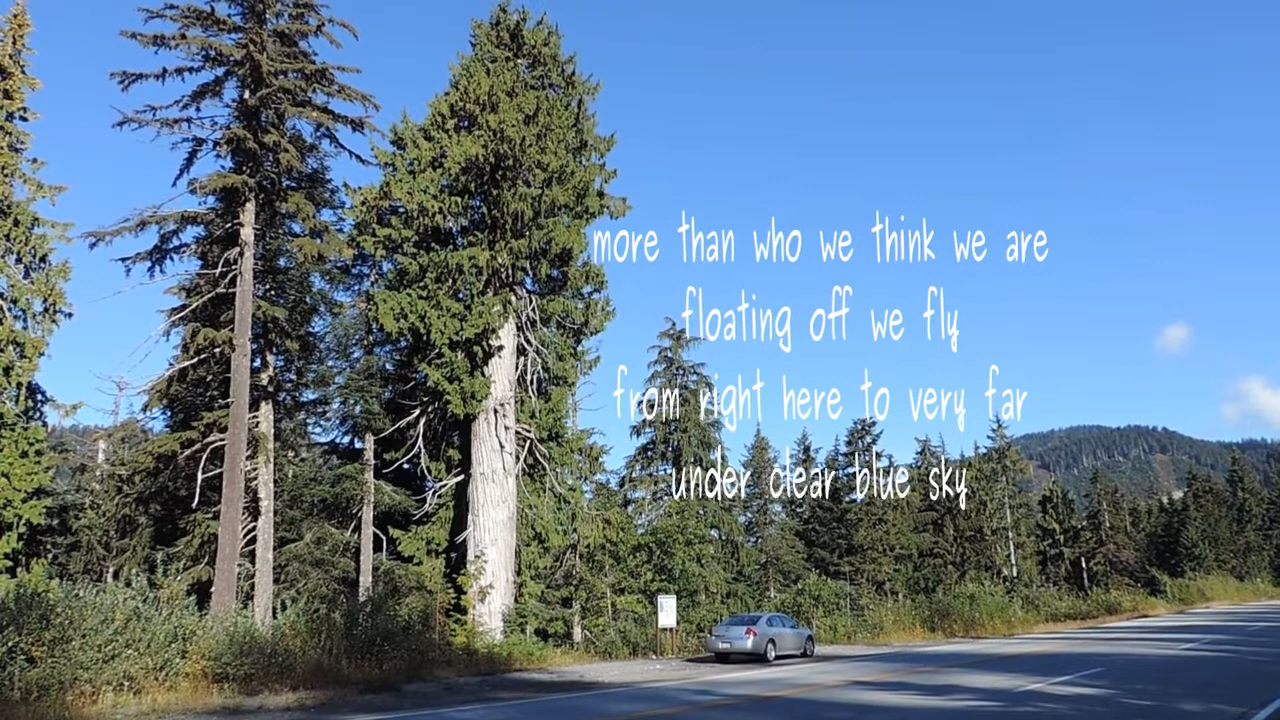 more than who we think we are
floating off we fly
from right here to very far
under clear blue sky